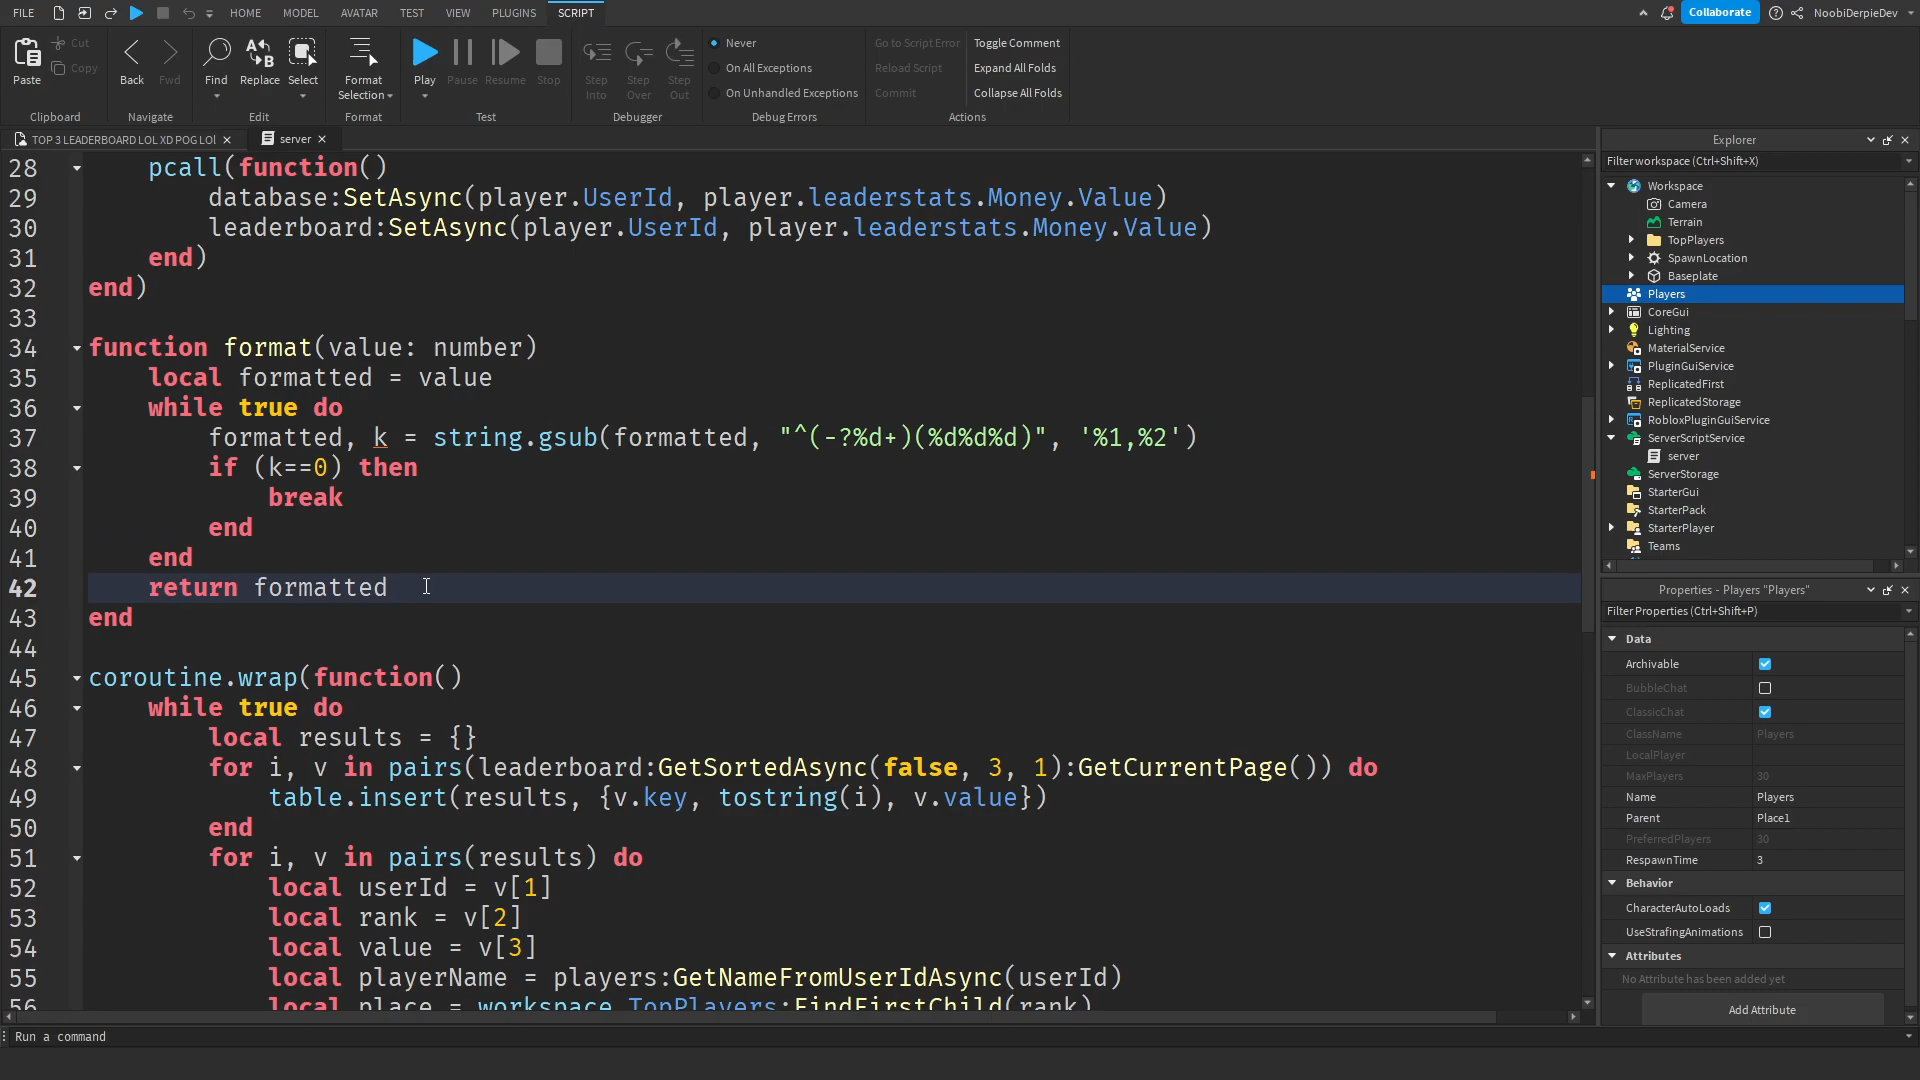 FILE HOME MODEL AVATAR TEST VIEW PLUGINS SCRIPT Collaborate NoobiDerpieDev
Paste Cut Copy Back Fwd Find Replace Select Format Selection Play Pause Resume Stop Step Into Step Over Step Out
Never
On All Exceptions
On Unhandled Exceptions
Go to Script Error
Reload Script
Commit
Toggle Comment
Expand All Folds
Collapse All Folds
Clipboard Navigate Edit Format Test Debugger Debug Errors Actions
TOP 3 LEADERBOARD LOL XD POG LOl server
28 pcall(function()
29 database:SetAsync(player.UserId, player.leaderstats.Money.Value)
30 leaderboard:SetAsync(player.UserId, player.leaderstats.Money.Value)
31 end)
32 end)
33
34 function format(value: number)
35 local formatted = value
36 while true do
37 formatted, k = string.gsub(formatted, "^(-?%d+)(%d%d%d)", '%1,%2')
38 if (k==0) then
39 break
40 end
41 end
42 return formatted
43 end
44
45 coroutine.wrap(function()
46 while true do
47 local results = {}
48 for i, v in pairs(leaderboard:GetSortedAsync(false, 3, 1):GetCurrentPage()) do
49 table.insert(results, {v.key, tostring(i), v.value})
50 end
51 for i, v in pairs(results) do
52 local userId = v[1]
53 local rank = v[2]
54 local value = v[3]
55 local playerName = players:GetNameFromUserIdAsync(userId)
56 local place = workspace.TopPlayers:FindFirstChild(rank)
Run a command
Explorer
Filter workspace (Ctrl+Shift+X)
Workspace
Camera
Terrain
TopPlayers
SpawnLocation
Baseplate
Players
CoreGui
Lighting
MaterialService
PluginGuiService
ReplicatedFirst
ReplicatedStorage
RobloxPluginGuiService
ServerScriptService
server
ServerStorage
StarterGui
StarterPack
StarterPlayer
Teams
Properties - Players "Players"
Filter Properties (Ctrl+Shift+P)
Data
Archivable
BubbleChat
ClassicChat
ClassName Players
LocalPlayer
MaxPlayers 30
Name Players
Parent Place1
PreferredPlayers 30
RespawnTime 3
Behavior
CharacterAutoLoads
UseStrafingAnimations
Attributes
No Attribute has been added yet
Add Attribute